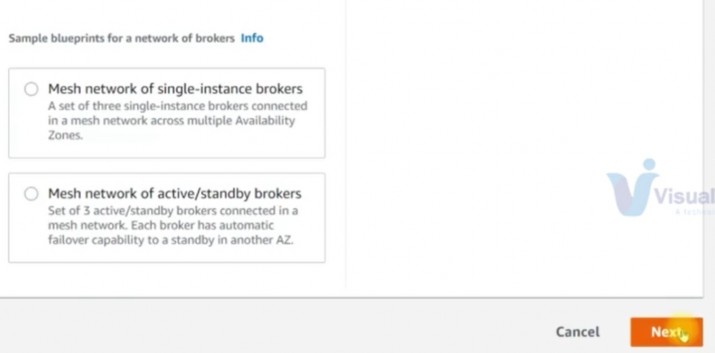 Sample blueprints for a network of brokers Info
Mesh network of single-instance brokers
A set of three single-instance brokers connected
in a mesh network across multiple Availability
Zones.
Mesh network of active/standby brokers
Set of 3 active/standby brokers connected in a
mesh network. Each broker has automatic
failover capability to a standby in another AZ.
Visual
Cancel
Next